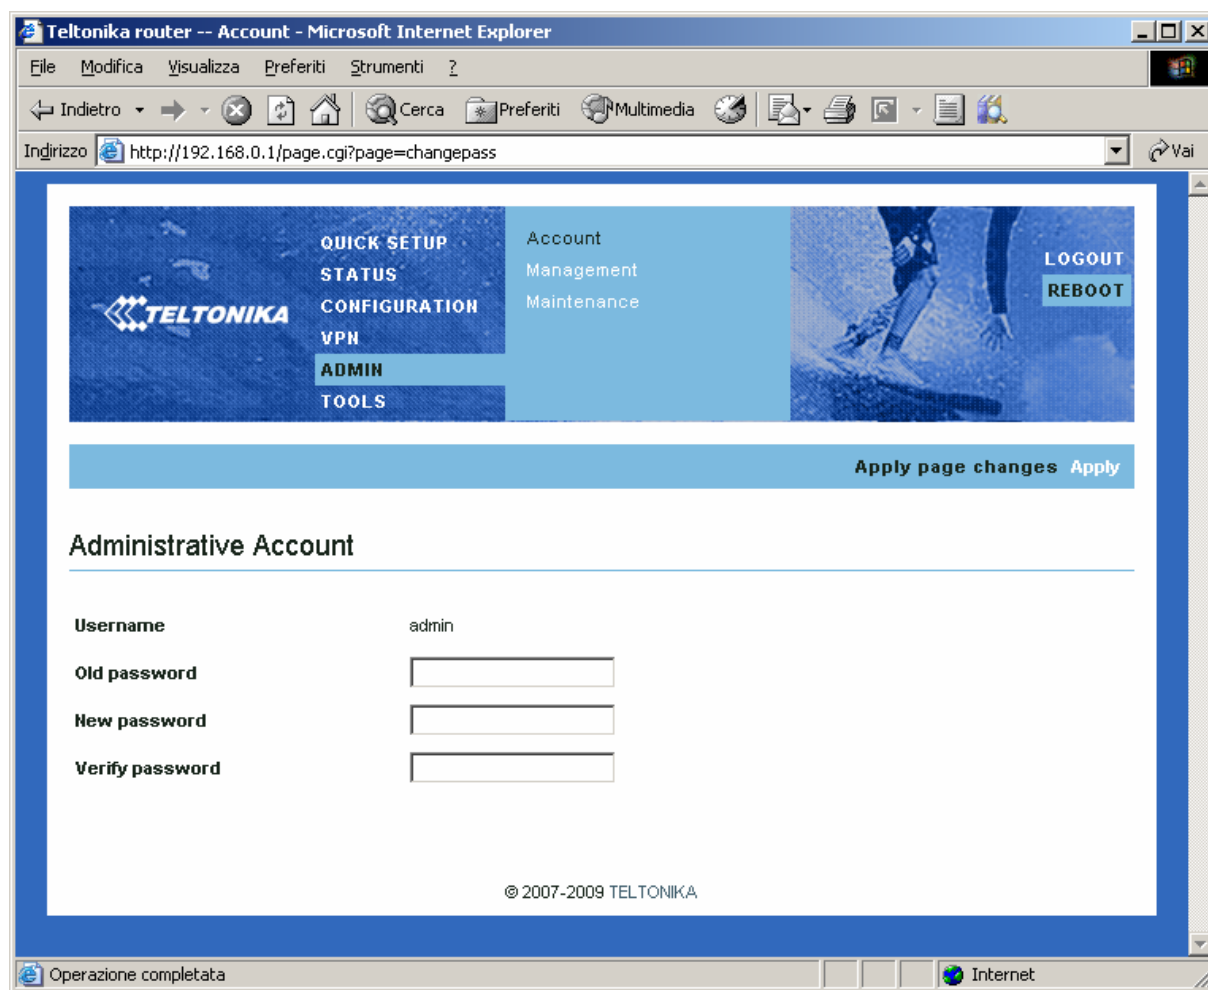 Teltonika router -- Account - Microsoft Internet Explorer
File Modifica Visualizza Preferiti Strumenti ?
Indietro Cerca Preferiti Multimedia
Indirizzo http://192.168.0.1/page.cgi?page=changepass Vai
TELTONIKA
QUICK SETUP
STATUS
CONFIGURATION
VPN
ADMIN
TOOLS
Account
Management
Maintenance
LOGOUT
REBOOT
Apply page changes Apply
Administrative Account
Username admin
Old password
New password
Verify password
© 2007-2009 TELTONIKA
Operazione completata Internet